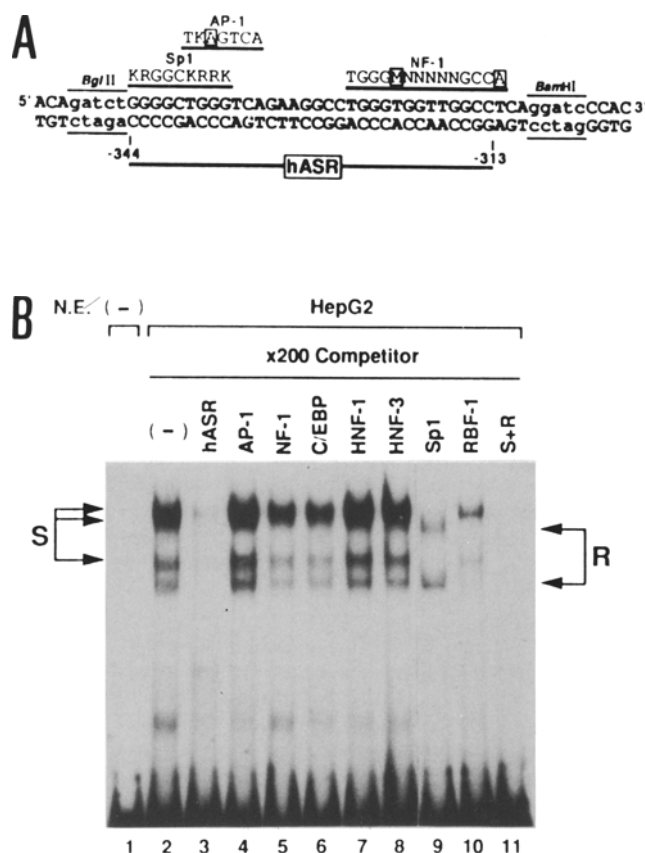 A
AP-1
TKAGTCA
Sp1
NF-1
BglII
KRGGCKRRK
TGGGMNNNNNGCCA
BamHI
5' ACAgatctGGGGCTGGGTCAGAAGGCCTGGGTGGTTGGCCTCAggatcCCAC 3'
TGTctagaCCCCGACCCAGTCTTCCGGACCCACCAACCGGAGTcctagGGTG
-344
-313
hASR
B
N.E. (-)
HepG2
x200 Competitor
(-) hASR AP-1 NF-1 C/EBP HNF-1 HNF-3 Sp1 RBF-1 S+R
S
R
1 2 3 4 5 6 7 8 9 10 11